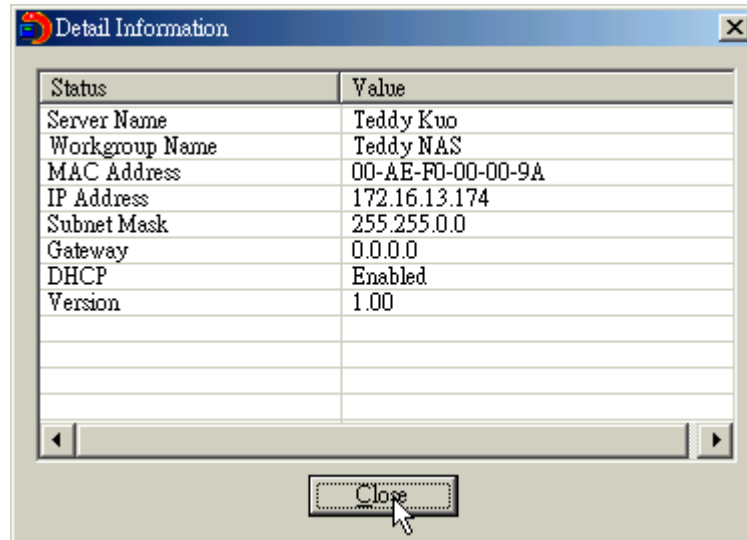 Detail Information
Status Value
Server Name Teddy Kuo
Workgroup Name Teddy NAS
MAC Address 00-AE-F0-00-00-9A
IP Address 172.16.13.174
Subnet Mask 255.255.0.0
Gateway 0.0.0.0
DHCP Enabled
Version 1.00
Close